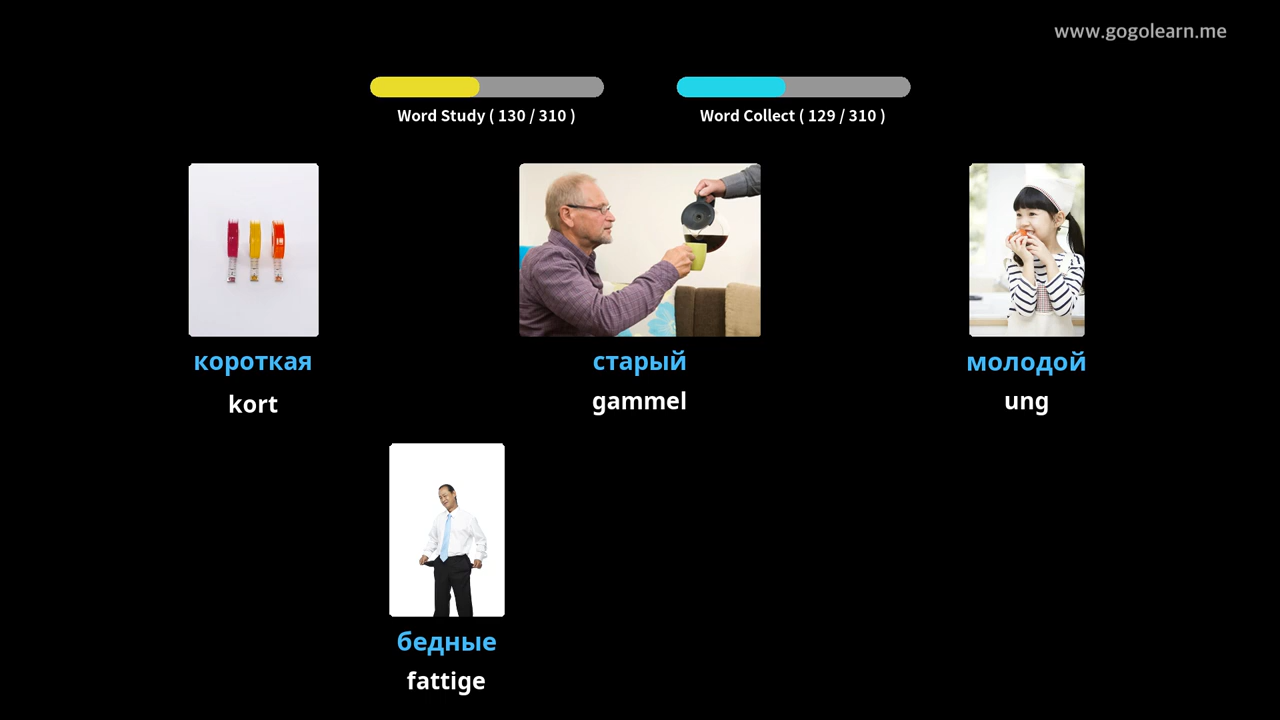 www.gogolearn.me
Word Study ( 130 / 310 )
Word Collect ( 129 / 310 )
короткая
kort
старый
gammel
молодой
ung
бедные
fattige